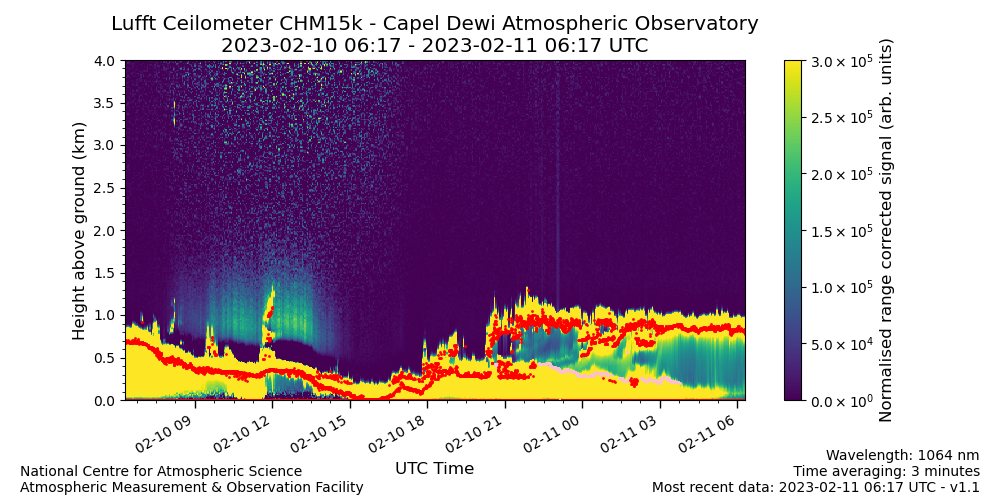 Lufft Ceilometer CHM15k - Capel Dewi Atmospheric Observatory
2023-02-10 06:17 - 2023-02-11 06:17 UTC
4.0
3.5
3.0
2.5
2.0
1.5
1.0
0.5
0.0
Height above ground (km)
02-10 09
02-10 12
02-10 15
02-10 18
02-10 21
02-11 00
02-11 03
02-11 06
UTC Time
3.0 × 10⁵
2.5 × 10⁵
2.0 × 10⁵
1.5 × 10⁵
1.0 × 10⁵
5.0 × 10⁴
0.0 × 10⁰
Normalised range corrected signal (arb. units)
National Centre for Atmospheric Science
Atmospheric Measurement & Observation Facility
Wavelength: 1064 nm
Time averaging: 3 minutes
Most recent data: 2023-02-11 06:17 UTC - v1.1